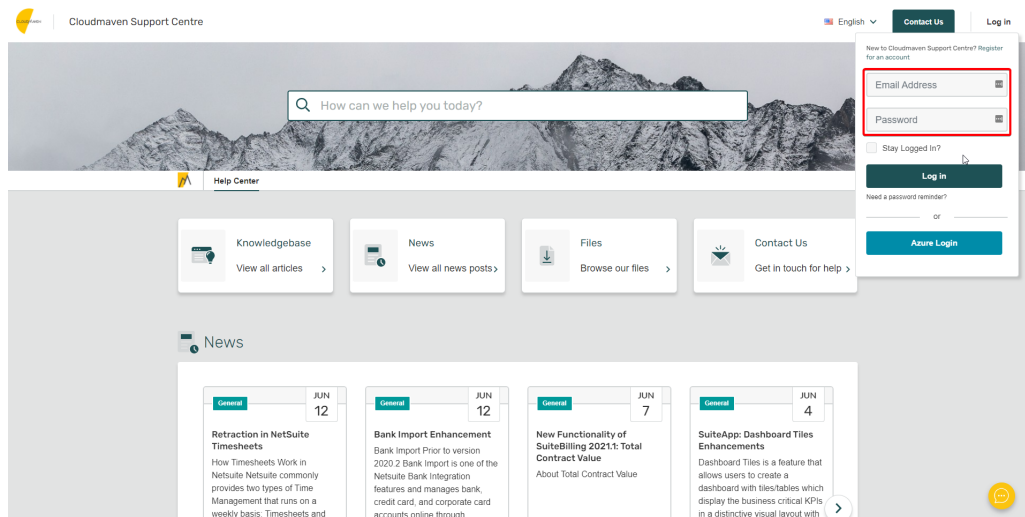 CLOUDMAVEN
Cloudmaven Support Centre
English
Contact Us
Log in
New to Cloudmaven Support Centre? Register
for an account
Email Address
Password
Stay Logged In?
Log in
Need a password reminder?
or
Azure Login
How can we help you today?
Help Center
Knowledgebase
View all articles
News
View all news posts
Files
Browse our files
Contact Us
Get in touch for help
News
General
JUN
12
Retraction in NetSuite
Timesheets
How Timesheets Work in
Netsuite Netsuite commonly
provides two types of Time
Management that runs on a
weekly basis: Timesheets and
General
JUN
12
Bank Import Enhancement
Bank Import Prior to version
2020.2 Bank Import is one of the
Netsuite Bank Integration
features and manages bank,
credit card, and corporate card
accounts online through
General
JUN
7
New Functionality of
SuiteBilling 2021.1: Total
Contract Value
About Total Contract Value
General
JUN
4
SuiteApp: Dashboard Tiles
Enhancements
Dashboard Tiles is a feature that
allows users to create a
dashboard with tiles/tables which
display the business critical KPIs
in a distinctive visual layout with